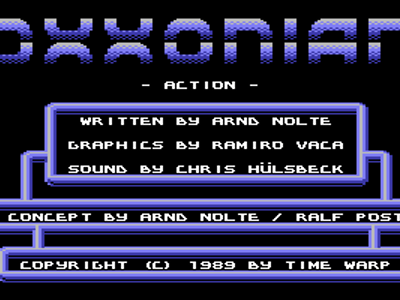 OXXONIAN
- ACTION -
WRITTEN BY ARND NOLTE
GRAPHICS BY RAMIRO VACA
SOUND BY CHRIS HÜLSBECK
CONCEPT BY ARND NOLTE / RALF POST
COPYRIGHT (C) 1989 BY TIME WARP